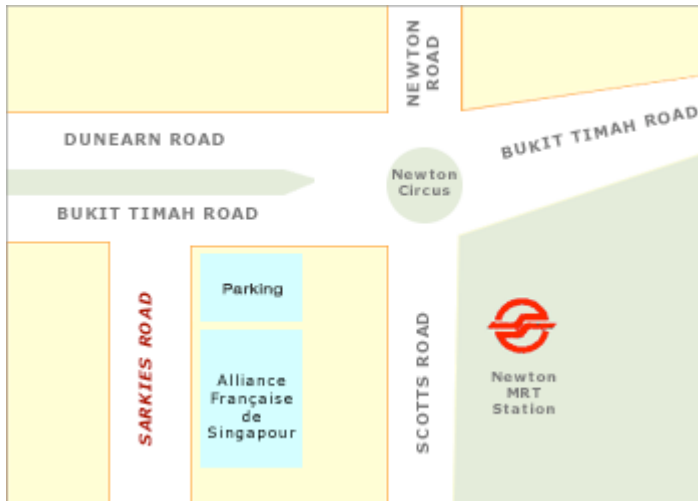 NEWTON
ROAD
DUNEARN ROAD
BUKIT TIMAH ROAD
Newton
Circus
BUKIT TIMAH ROAD
SARKIES ROAD
Parking
Alliance
Française
de
Singapour
SCOTTS ROAD
Newton
MRT
Station